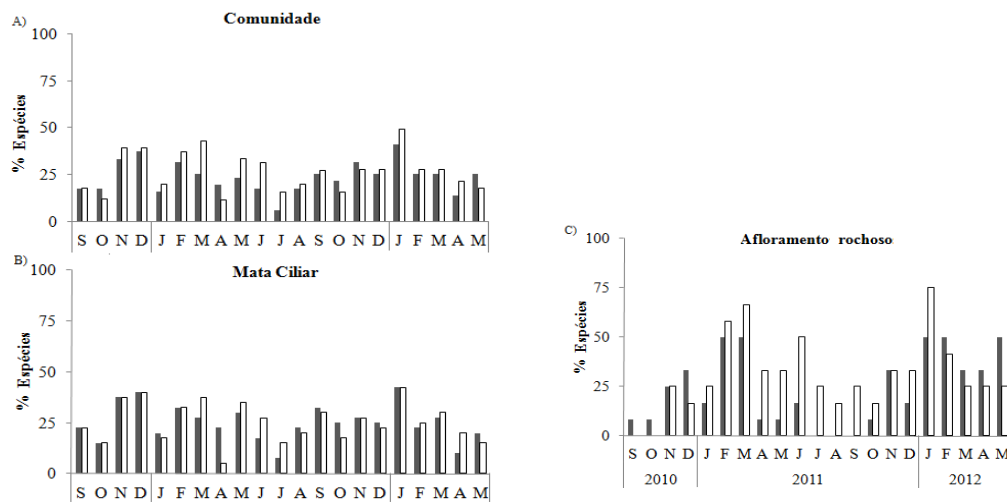 A)
Comunidade
% Espécies
100
75
50
25
0
S O N D J F M A M J J A S O N D J F M A M
B)
Mata Ciliar
% Espécies
100
75
50
25
0
S O N D J F M A M J J A S O N D J F M A M
C)
Afloramento rochoso
% Espécies
100
75
50
25
0
S O N D J F M A M J J A S O N D J F M A M
2010 2011 2012